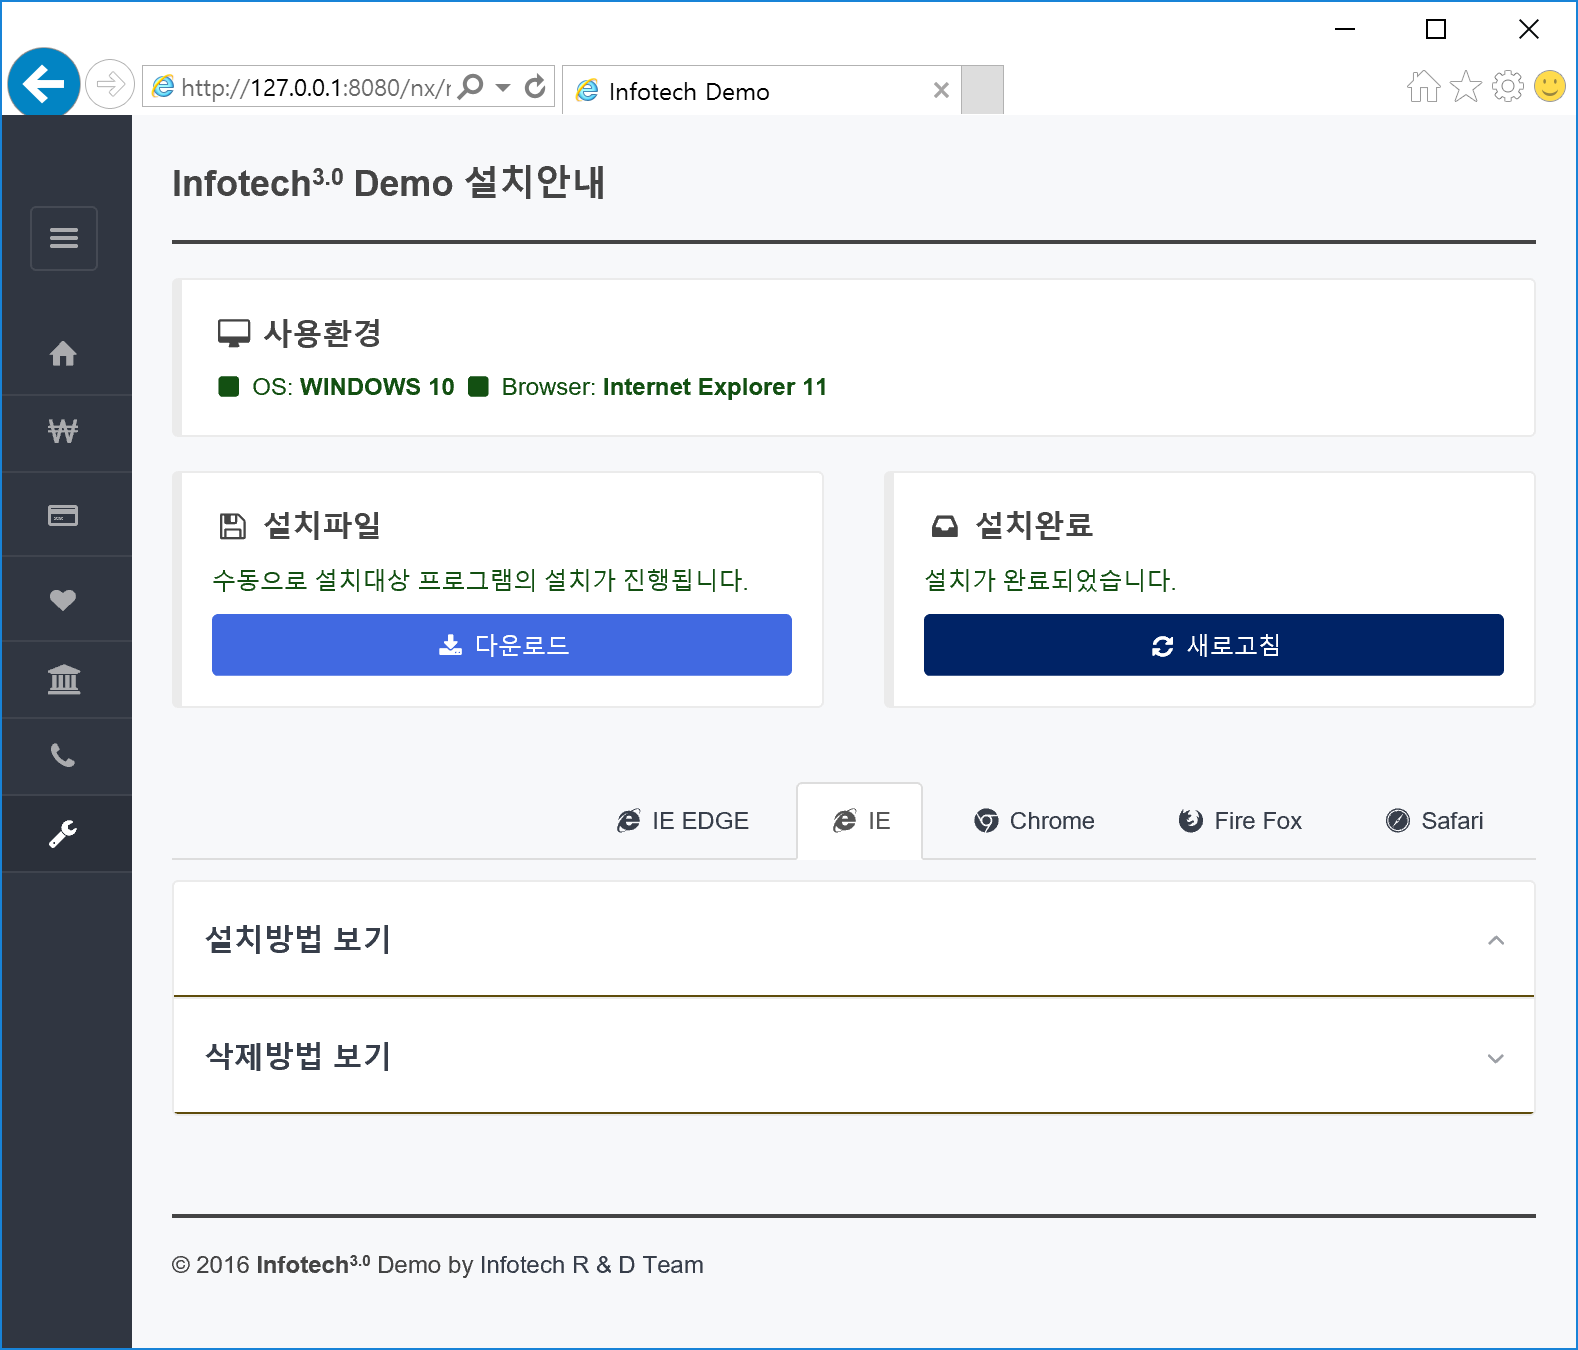 http://127.0.0.1:8080/nx/r
Infotech Demo
Infotech3.0 Demo 설치안내
사용환경
OS: WINDOWS 10 Browser: Internet Explorer 11
설치파일
수동으로 설치대상 프로그램의 설치가 진행됩니다.
다운로드
설치완료
설치가 완료되었습니다.
새로고침
IE EDGE IE Chrome Fire Fox Safari
설치방법 보기
삭제방법 보기
© 2016 Infotech3.0 Demo by Infotech R & D Team